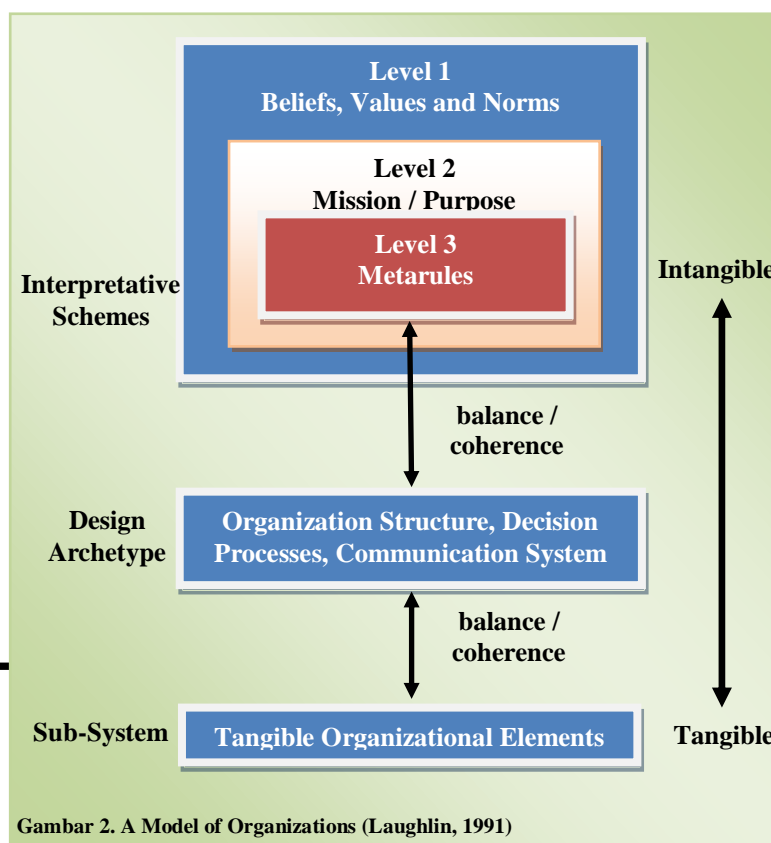 Level 1
Beliefs, Values and Norms
Level 2
Mission / Purpose
Level 3
Metarules
Interpretative
Schemes
Intangible
balance /
coherence
Design
Archetype
Organization Structure, Decision
Processes, Communication System
balance /
coherence
Sub-System
Tangible Organizational Elements
Tangible
Gambar 2. A Model of Organizations (Laughlin, 1991)